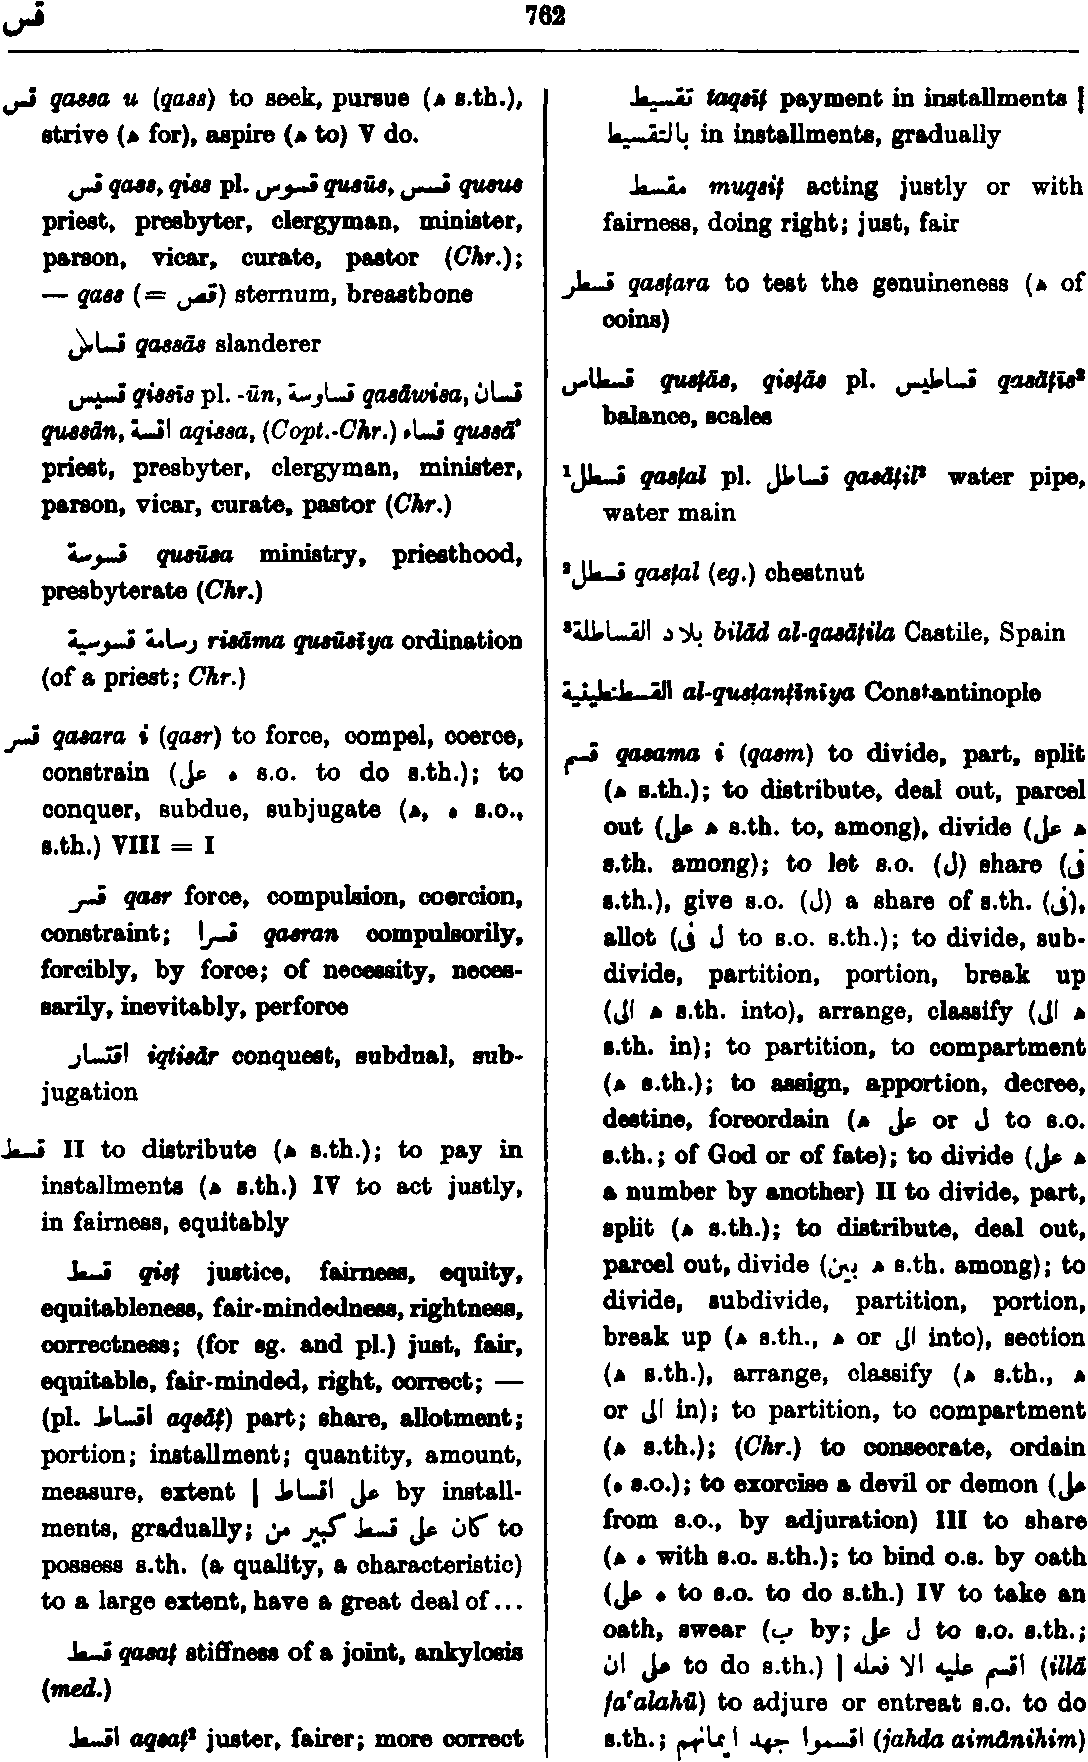 قس
762
قس qassa u (qass) to seek, pursue (ه s.th.),
strive (ه for), aspire (ه to) V do.
قس qass, qiss pl. قسوس qusūs, قسس qusus
priest, presbyter, clergyman, minister,
parson, vicar, curate, pastor (Chr.);
— qass (= قص) sternum, breastbone
قساس qassās slanderer
قسيس qissīs pl. -ūn, قساوسة qasāwisa, قسان
qussān, اقسة aqissa, (Copt.-Chr.) قساء qussā’
priest, presbyter, clergyman, minister,
parson, vicar, curate, pastor (Chr.)
قسوسة qusūsa ministry, priesthood,
presbyterate (Chr.)
رسامة قسوسية risāma qusūsīya ordination
(of a priest; Chr.)
قسر qasara i (qasr) to force, compel, coerce,
constrain (ه على s.o. to do s.th.); to
conquer, subdue, subjugate (ه, ه s.o.,
s.th.) VIII = I
قسر qasr force, compulsion, coercion,
constraint; قسرا qasran compulsorily,
forcibly, by force; of necessity, neces-
sarily, inevitably, perforce
اقتسار iqtisār conquest, subdual, sub-
jugation
قسط II to distribute (ه s.th.); to pay in
installments (ه s.th.) IV to act justly,
in fairness, equitably
قسط qisṭ justice, fairness, equity,
equitableness, fair-mindedness, rightness,
correctness; (for sg. and pl.) just, fair,
equitable, fair-minded, right, correct; —
(pl. اقساط aqsāṭ) part; share, allotment;
portion; installment; quantity, amount,
measure, extent | على اقساط by install-
ments, gradually; كان على قسط كبير من to
possess s.th. (a quality, a characteristic)
to a large extent, have a great deal of ...
قسط qasaṭ stiffness of a joint, ankylosis
(med.)
اقسط aqsaṭ² juster, fairer; more correct
تقسيط taqsīṭ payment in installments |
بالتقسيط in installments, gradually
مقسط muqsiṭ acting justly or with
fairness, doing right; just, fair
قسطر qasṭara to test the genuineness (ه of
coins)
قسطاس qusṭās, qisṭās pl. قساطيس qasāṭīs²
balance, scales
¹قسطل qasṭal pl. قساطل qasāṭil² water pipe,
water main
²قسطل qasṭal (eg.) chestnut
³بلاد القساطلة bilād al-qasāṭila Castile, Spain
القسطنطينية al-qusṭanṭīnīya Constantinople
قسم qasama i (qasm) to divide, part, split
(ه s.th.); to distribute, deal out, parcel
out (ه على s.th. to, among), divide (ه على
s.th. among); to let s.o. (ل) share (فى
s.th.), give s.o. (ل) a share of s.th. (فى),
allot (ل فى to s.o. s.th.); to divide, sub-
divide, partition, portion, break up
(ه الى s.th. into), arrange, classify (ه الى
s.th. in); to partition, to compartment
(ه s.th.); to assign, apportion, decree,
destine, foreordain (ه على or ل to s.o.
s.th.; of God or of fate); to divide (ه على
a number by another) II to divide, part,
split (ه s.th.); to distribute, deal out,
parcel out, divide (ه بين s.th. among); to
divide, subdivide, partition, portion,
break up (ه s.th., ه or الى into), section
(ه s.th.), arrange, classify (ه s.th., ه
or الى in); to partition, to compartment
(ه s.th.); (Chr.) to consecrate, ordain
(ه s.o.); to exorcise a devil or demon (على
from s.o., by adjuration) III to share
(ه ه with s.o. s.th.); to bind o.s. by oath
(ه على to s.o. to do s.th.) IV to take an
oath, swear (ب by; ل على to s.o. s.th.;
على ان to do s.th.) | اقسم عليه الا فعله (illā
fa‘alahū) to adjure or entreat s.o. to do
s.th.; اقسموا جهد ايمانهم (jahda aimānihim)